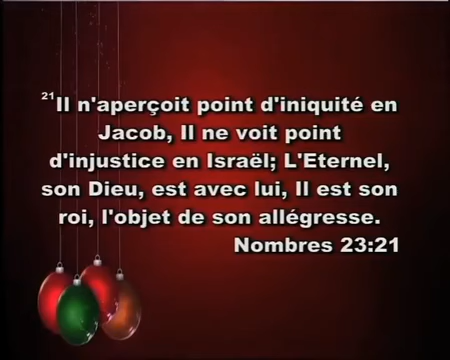 21Il n'aperçoit point d'iniquité en
Jacob, Il ne voit point
d'injustice en Israël; L'Eternel,
son Dieu, est avec lui, Il est son
roi, l'objet de son allégresse.
Nombres 23:21